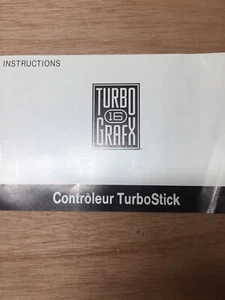 INSTRUCTIONS
TURBO
16
GRAFX
Contrôleur TurboStick